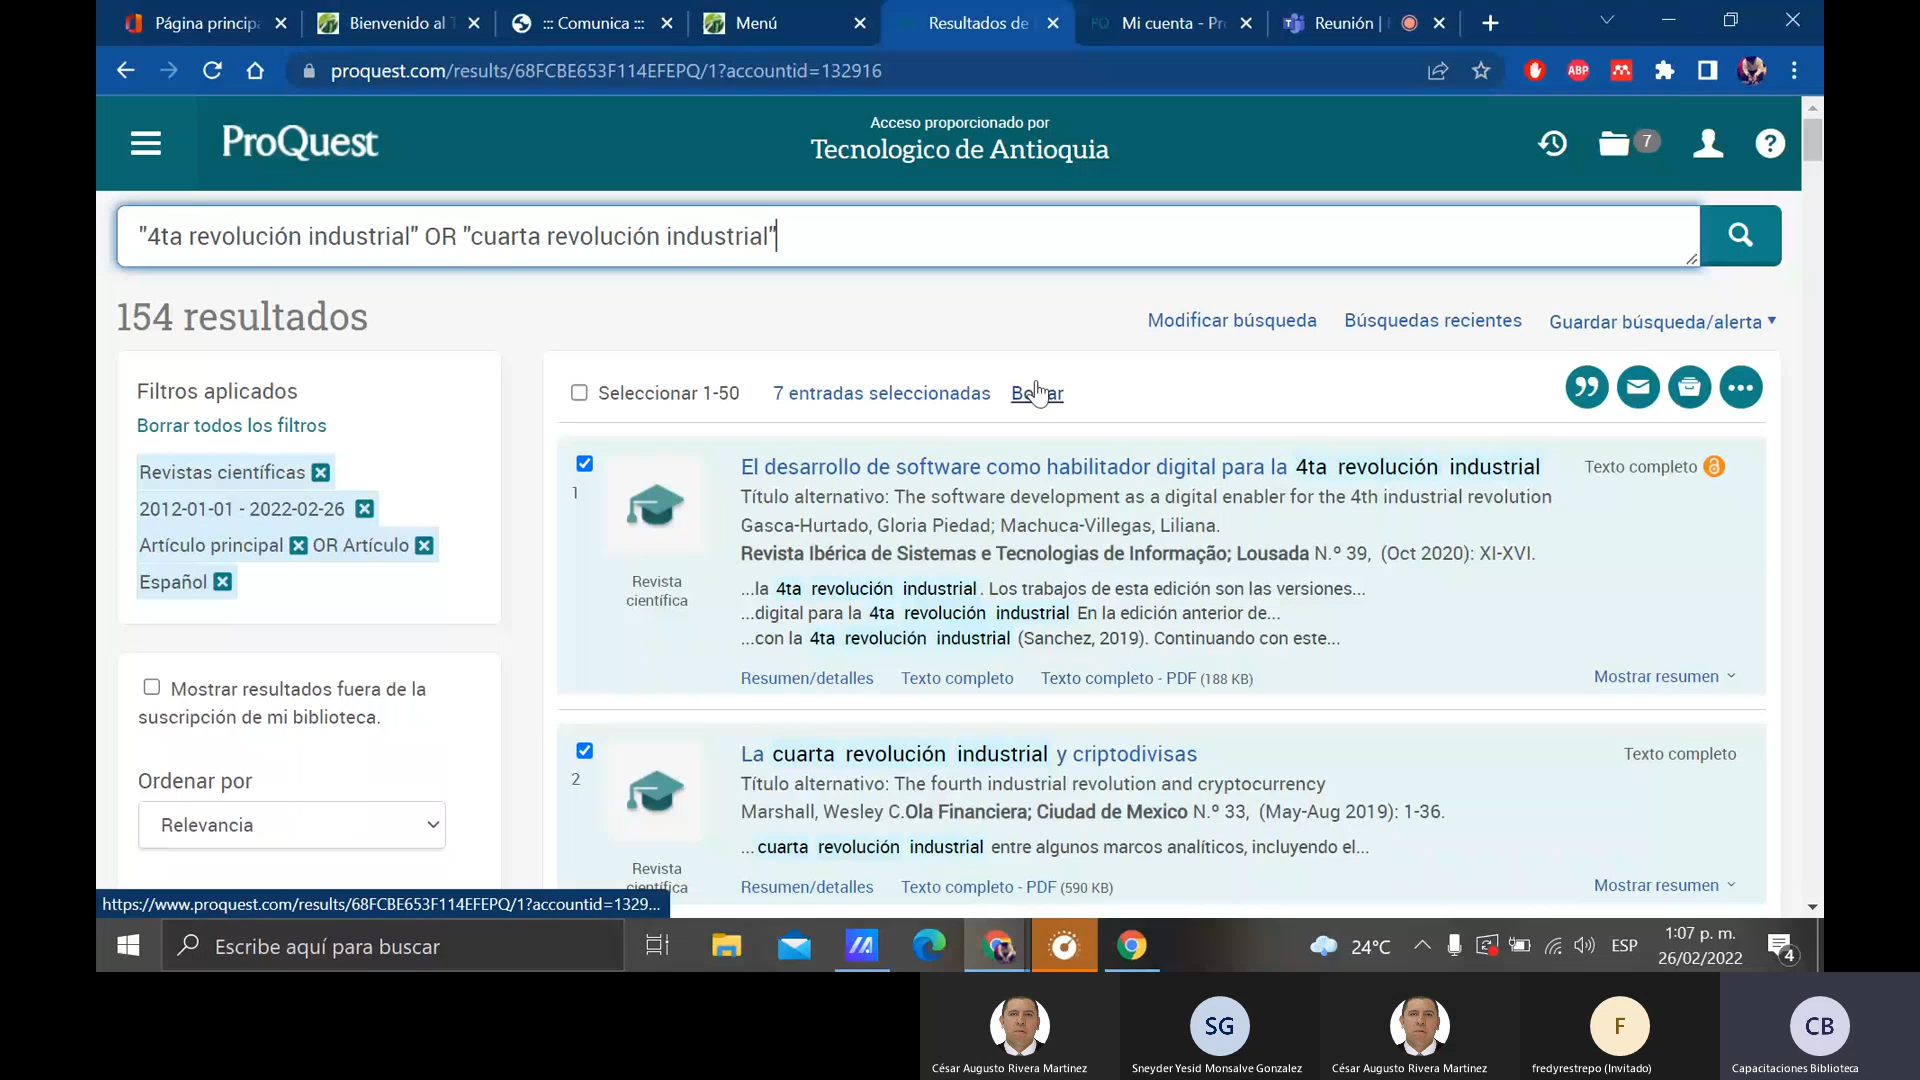 Página principa
Bienvenido al T
::: Comunica :::
Menú
Resultados de
Mi cuenta - Pr
Reunión |
proquest.com/results/68FCBE653F114EFEPQ/1?accountid=132916
ABP
ProQuest
Acceso proporcionado por
Tecnologico de Antioquia
7
"4ta revolución industrial" OR "cuarta revolución industrial"
154 resultados
Modificar búsqueda
Búsquedas recientes
Guardar búsqueda/alerta
Filtros aplicados
Borrar todos los filtros
Revistas científicas
2012-01-01 - 2022-02-26
Artículo principal OR Artículo
Español
Mostrar resultados fuera de la
suscripción de mi biblioteca.
Ordenar por
Relevancia
Seleccionar 1-50
7 entradas seleccionadas
1
Revista
científica
El desarrollo de software como habilitador digital para la 4ta revolución industrial
Texto completo
Título alternativo: The software development as a digital enabler for the 4th industrial revolution
Gasca-Hurtado, Gloria Piedad; Machuca-Villegas, Liliana.
Revista Ibérica de Sistemas e Tecnologias de Informação; Lousada N.º 39, (Oct 2020): XI-XVI.
...la 4ta revolución industrial. Los trabajos de esta edición son las versiones...
...digital para la 4ta revolución industrial En la edición anterior de...
...con la 4ta revolución industrial (Sanchez, 2019). Continuando con este...
Resumen/detalles
Texto completo
Texto completo - PDF (188 KB)
Mostrar resumen
2
Revista
científica
La cuarta revolución industrial y criptodivisas
Texto completo
Título alternativo: The fourth industrial revolution and cryptocurrency
Marshall, Wesley C.Ola Financiera; Ciudad de Mexico N.º 33, (May-Aug 2019): 1-36.
...cuarta revolución industrial entre algunos marcos analíticos, incluyendo el...
Resumen/detalles
Texto completo - PDF (590 KB)
Mostrar resumen
https://www.proquest.com/results/68FCBE653F114EFEPQ/1?accountid=1329...
Escribe aquí para buscar
24°C
ESP
1:07 p. m.
26/02/2022
4
SG
F
CB
César Augusto Rivera Martinez
Sneyder Yesid Monsalve Gonzalez
César Augusto Rivera Martinez
fredyrestrepo (Invitado)
Capacitaciones Biblioteca